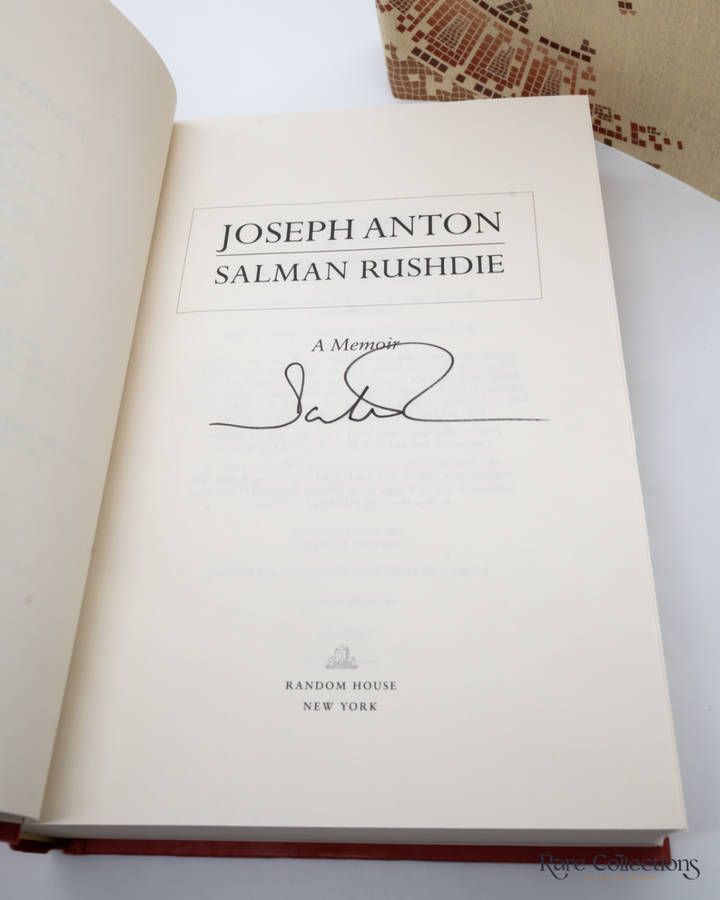 JOSEPH ANTON
SALMAN RUSHDIE
A Memoir
RANDOM HOUSE
NEW YORK
Rare Collections